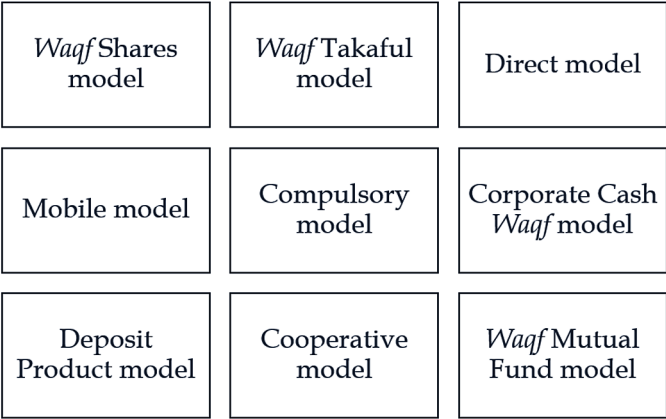 Waqf Shares
model
Waqf Takaful
model
Direct model
Mobile model
Compulsory
model
Corporate Cash
Waqf model
Deposit
Product model
Cooperative
model
Waqf Mutual
Fund model